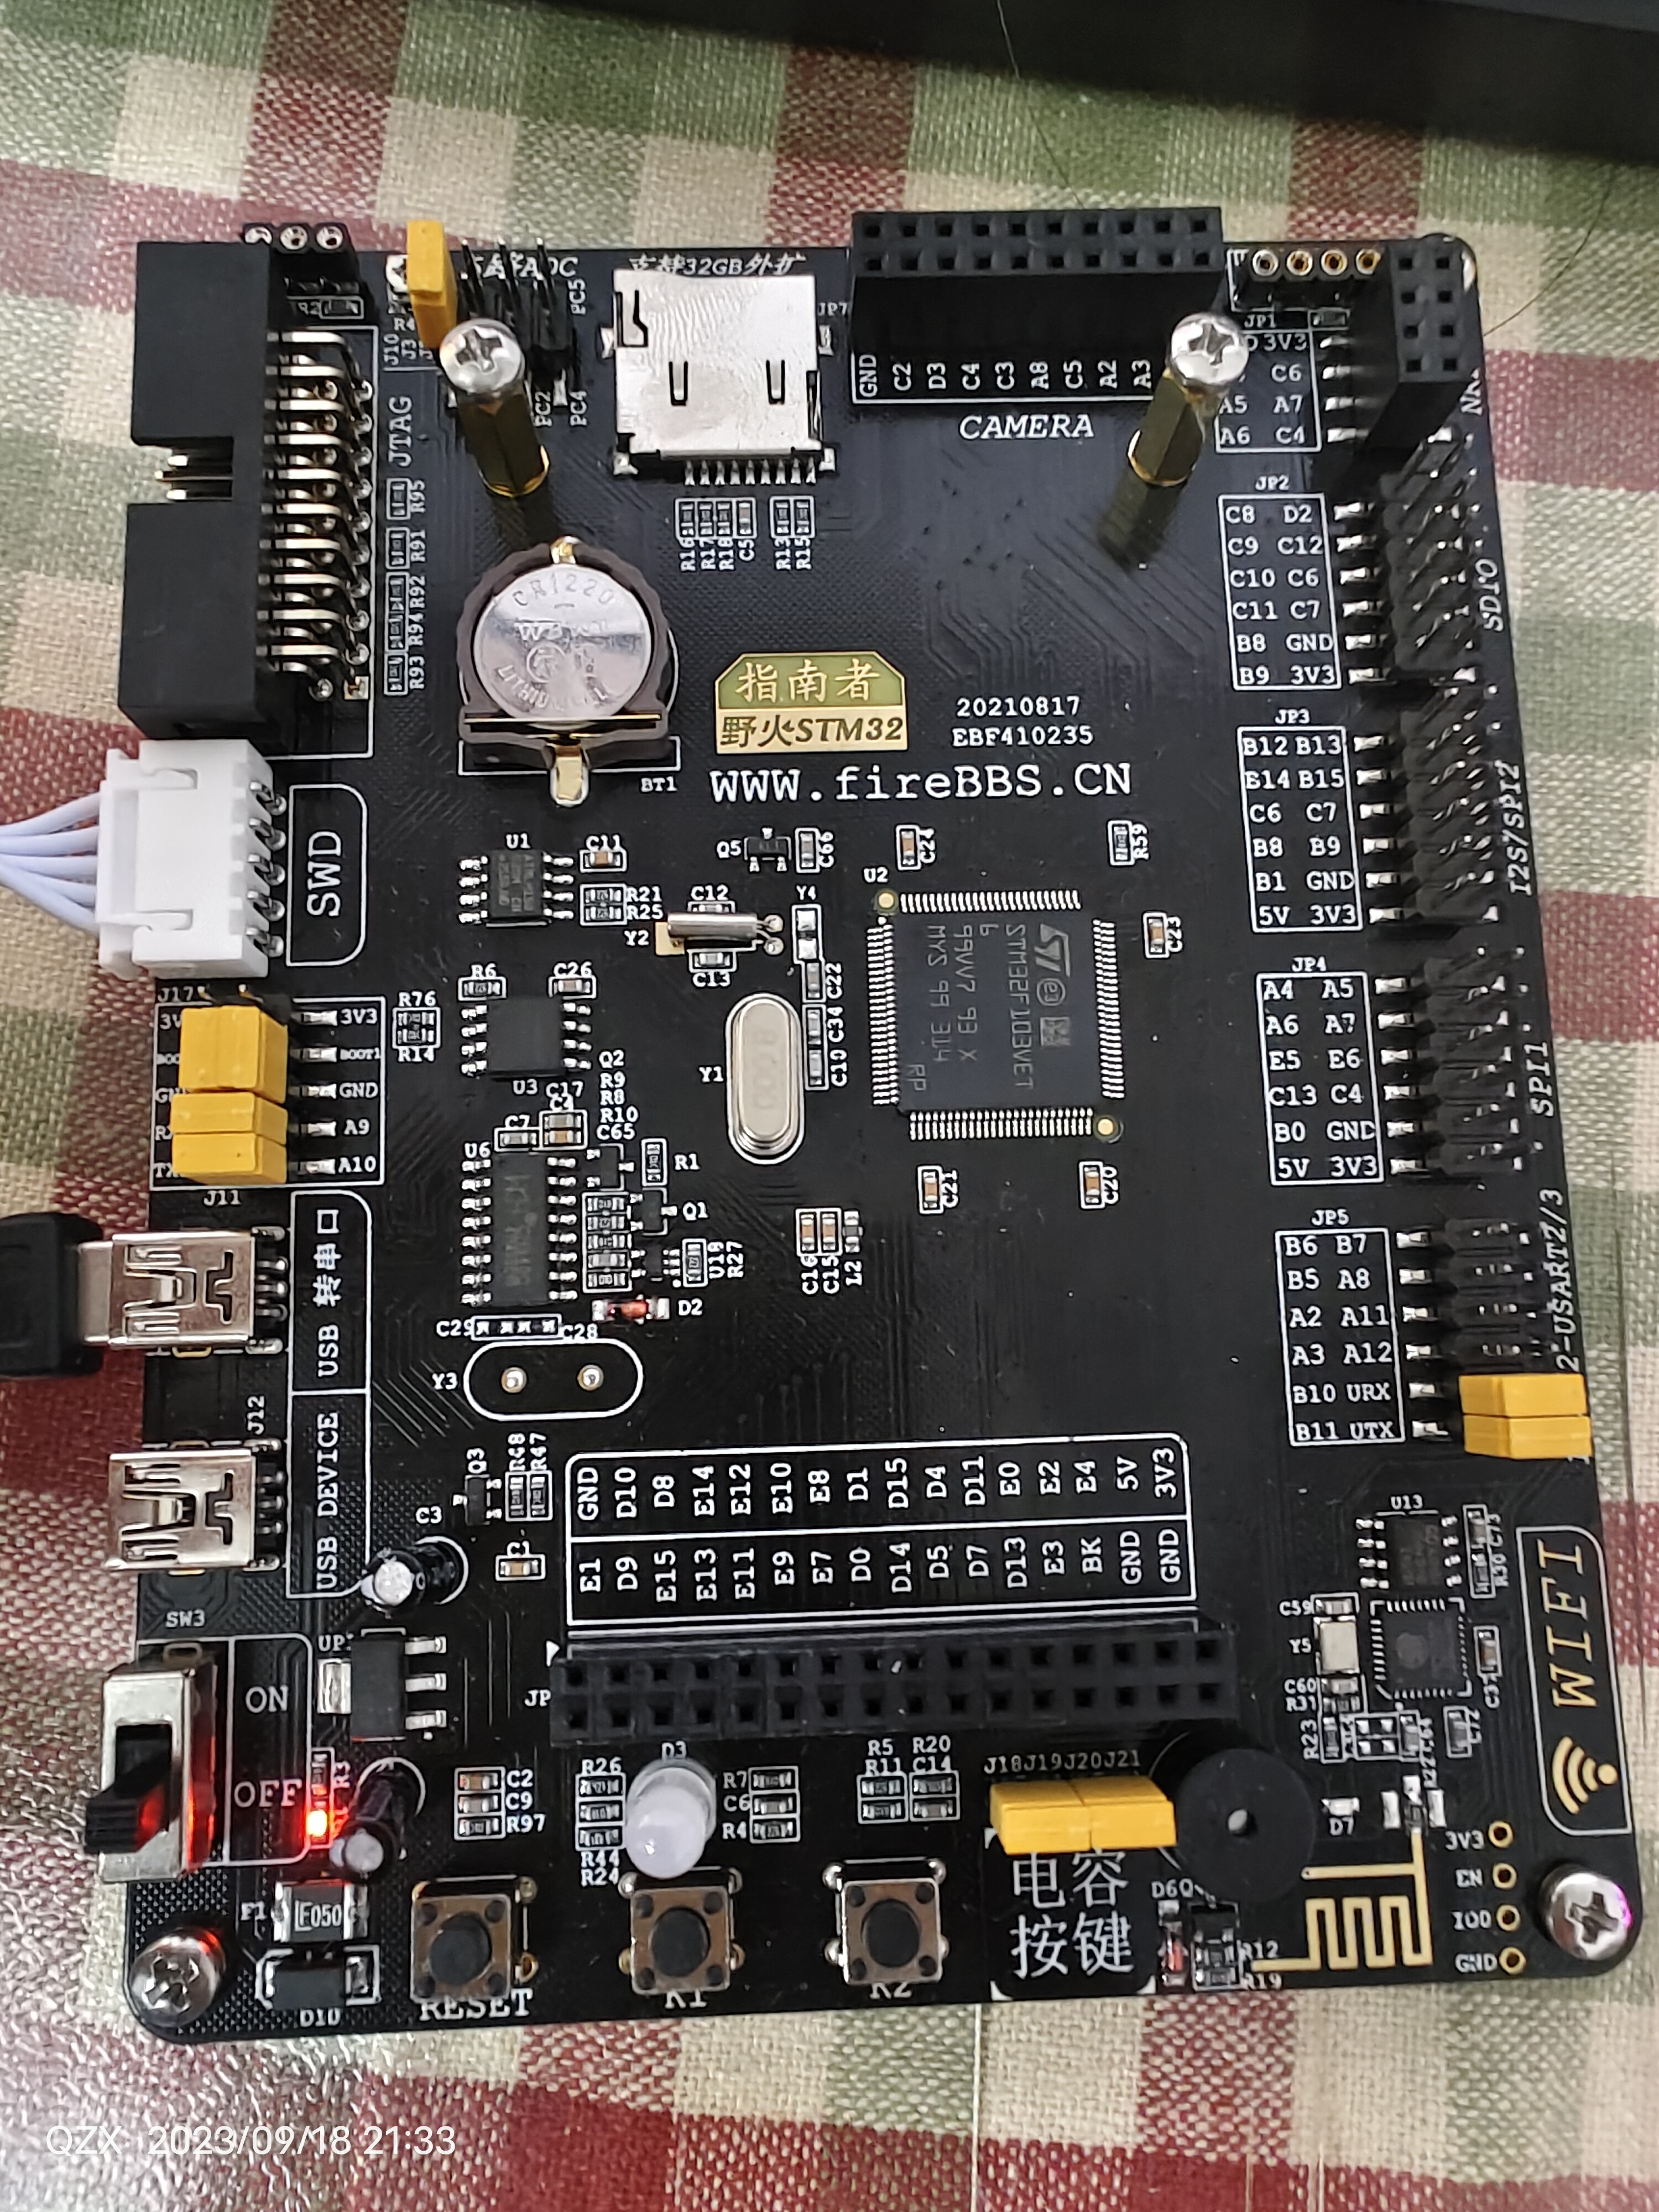 支持32GB外扩
JP7
PC5
PC2
PC4
J10
J3
R4
JTAG
R95
R91
R92
R94
R93
GND C2 D3 C4 C3 A8 C5 A2 A3
CAMERA
JP1
3V3
C6
A5 A7
A6 C4
R16
R17
R18
C5
R13
R15
JP2
C8 D2
C9 C12
C10 C6
C11 C7
B8 GND
B9 3V3
SDIO
CR1220
BT1
指南者
野火STM32
20210817
EBF410235
WWW.fireBBS.CN
JP3
B12 B13
B14 B15
C6 C7
B8 B9
B1 GND
5V 3V3
I2S/SPI2
SWD
U1
C11
R21
R25
C12
Y2
C13
Q5
C66
C24
R59
U2
Y4
C23
C22
C34
C19
STM32F103VET
6
RP
JP4
A4 A5
A6 A7
E5 E6
C13 C4
B0 GND
5V 3V3
SPI1
J17
3V3
BOOT1
GND
A9
A10
J11
R76
R14
R6
C26
U3
C17
C7
Q2
R9
R8
R10
C65
Y1
U6
R1
Q1
R27
D2
C28
Y3
C21
C20
C16
C15
L2
JP5
B6 B7
B5 A8
A2 A11
A3 A12
B10 URX
B11 UTX
2-USART2/3
USB 转串口
USB DEVICE
J12
Q3
R48
R47
C3
GND D10 D8 E14 E12 E10 E8 D1 D15 D4 D11 E0 E2 E4 5V 3V3
E1 D9 E15 E13 E11 E9 E7 D0 D14 D5 D7 D13 E3 BK GND GND
U13
C73
R30
C59
Y5
C60
R31
R23
C37
C72
WIFI
SW3
ON
OFF
R3
C2
C9
R97
R26
R44
R24
D3
R7
C6
R4
R5
R11
R20
C14
J18J19J20J21
D7
3V3
EN
IO0
GND
F1
F050
D10
RESET
K1
K2
电容
按键
D6
R12
R19
QZX 2023/09/18 21:33